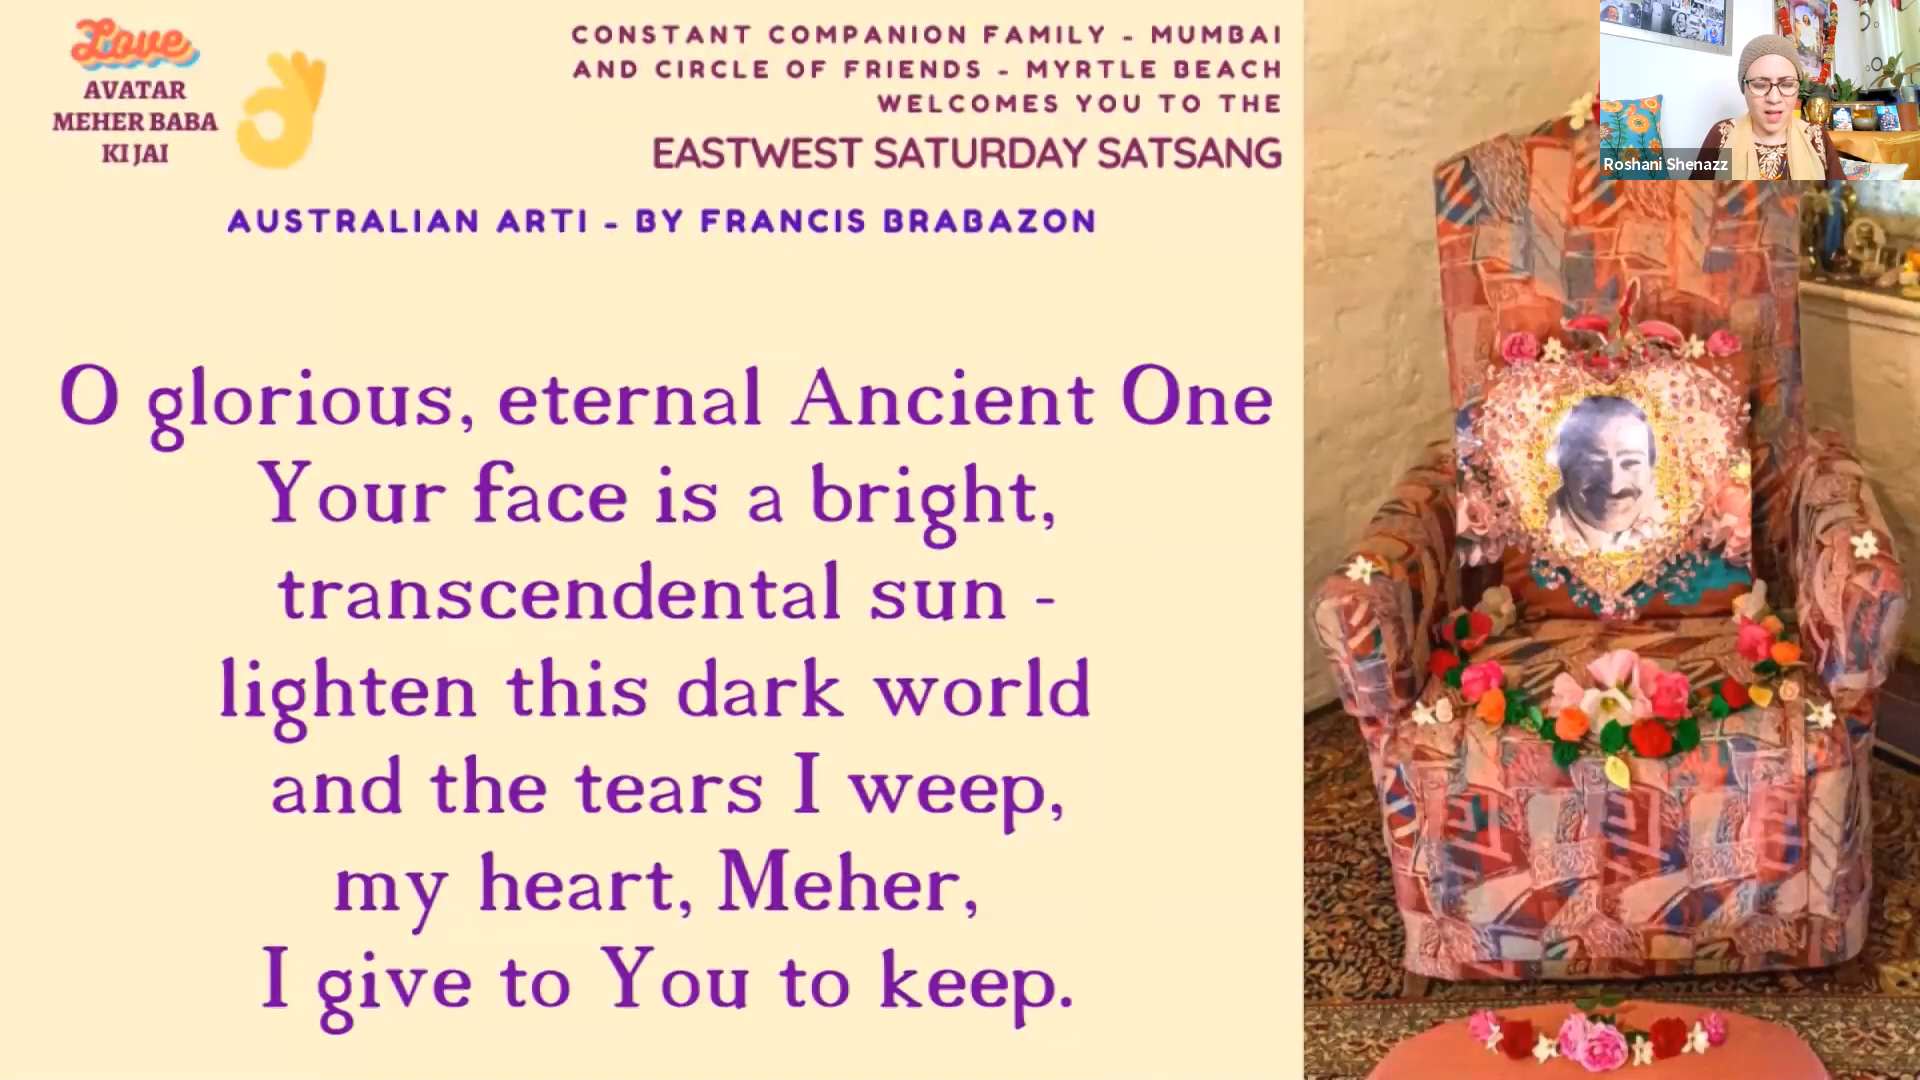 Love
AVATAR
MEHER BABA
KI JAI
CONSTANT COMPANION FAMILY - MUMBAI
AND CIRCLE OF FRIENDS - MYRTLE BEACH
WELCOMES YOU TO THE
EASTWEST SATURDAY SATSANG
AUSTRALIAN ARTI - BY FRANCIS BRABAZON
O glorious, eternal Ancient One
Your face is a bright,
transcendental sun -
lighten this dark world
and the tears I weep,
my heart, Meher,
I give to You to keep.
Roshani Shenazz